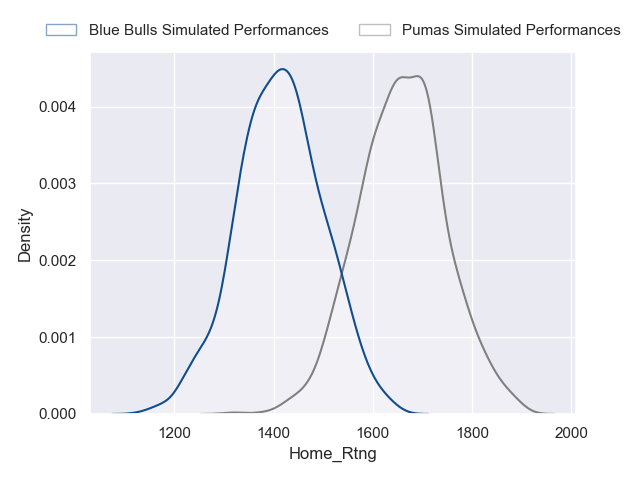 Blue Bulls Simulated Performances
Pumas Simulated Performances
0.004
0.003
0.002
0.001
0.000
Density
1200 1400 1600 1800 2000
Home_Rtng